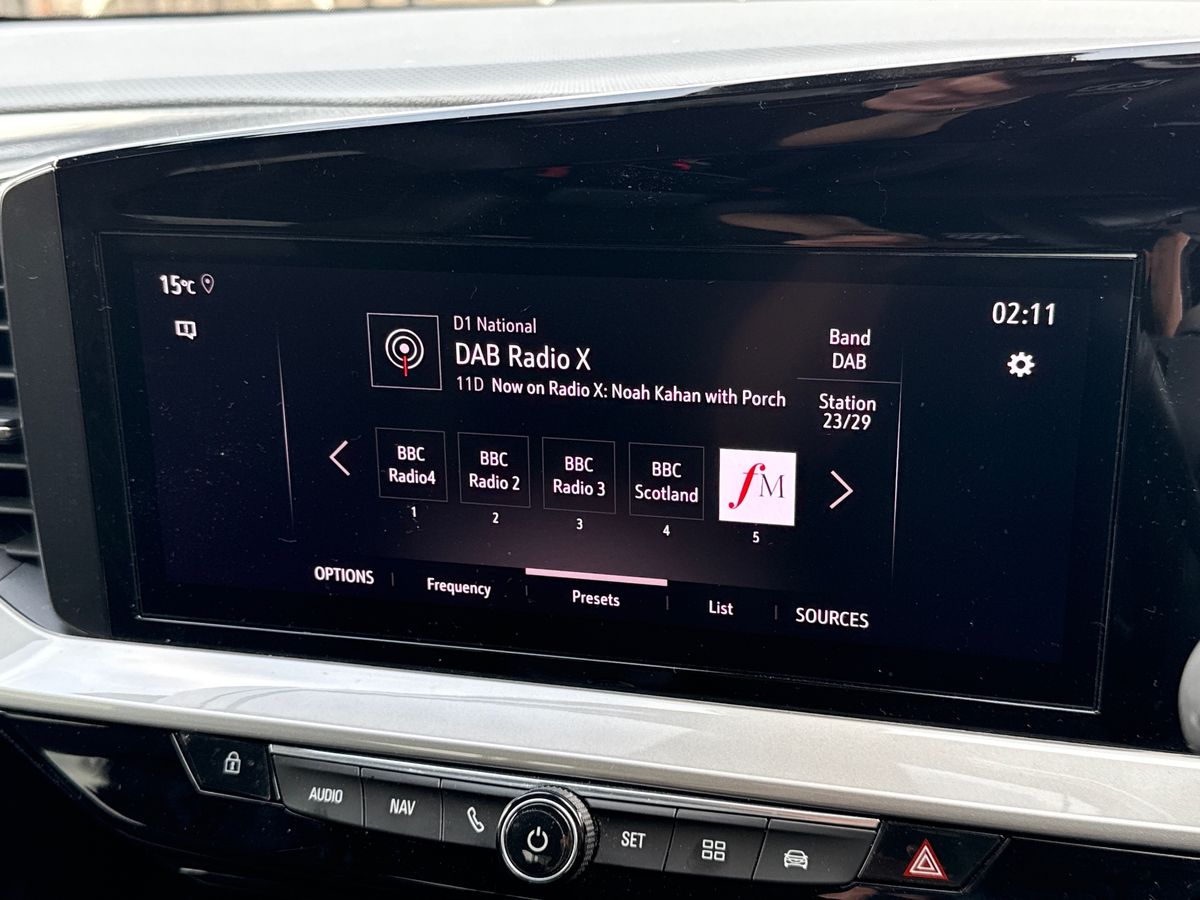 15°C
02:11
D1 National
DAB Radio X
11D Now on Radio X: Noah Kahan with Porch
Band
DAB
Station
23/29
BBC
Radio4
BBC
Radio 2
BBC
Radio 3
BBC
Scotland
fM
1
2
3
4
5
OPTIONS
Frequency
Presets
List
SOURCES
AUDIO
NAV
SET